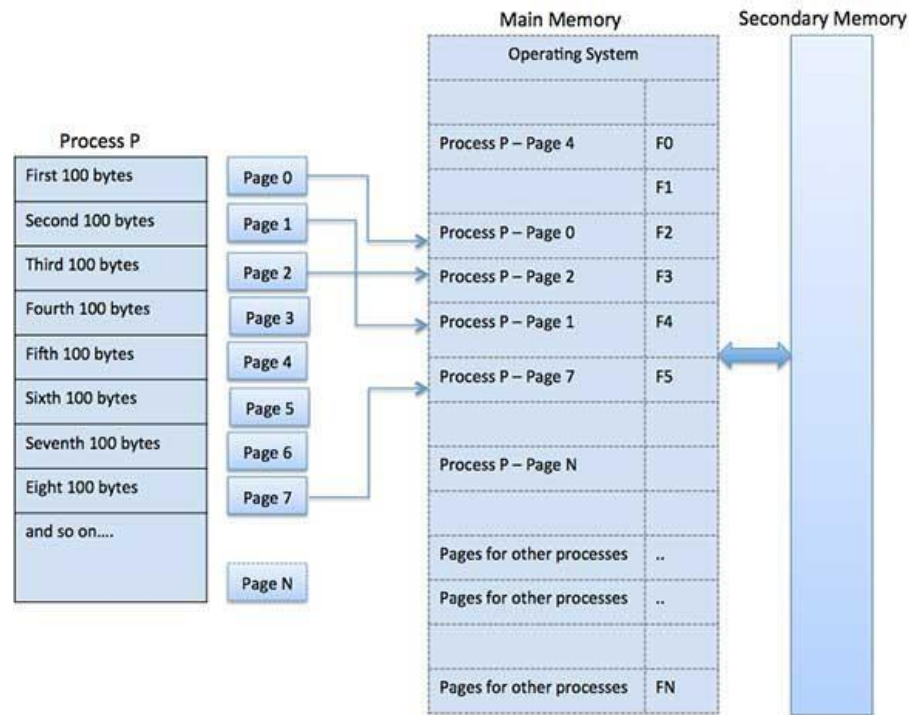 Main Memory
Secondary Memory
Operating System
Process P
First 100 bytes
Second 100 bytes
Third 100 bytes
Fourth 100 bytes
Fifth 100 bytes
Sixth 100 bytes
Seventh 100 bytes
Eight 100 bytes
and so on....
Page 0
Page 1
Page 2
Page 3
Page 4
Page 5
Page 6
Page 7
Page N
Process P – Page 4 F0
F1
Process P – Page 0 F2
Process P – Page 2 F3
Process P – Page 1 F4
Process P – Page 7 F5
Process P – Page N
Pages for other processes ..
Pages for other processes ..
Pages for other processes FN